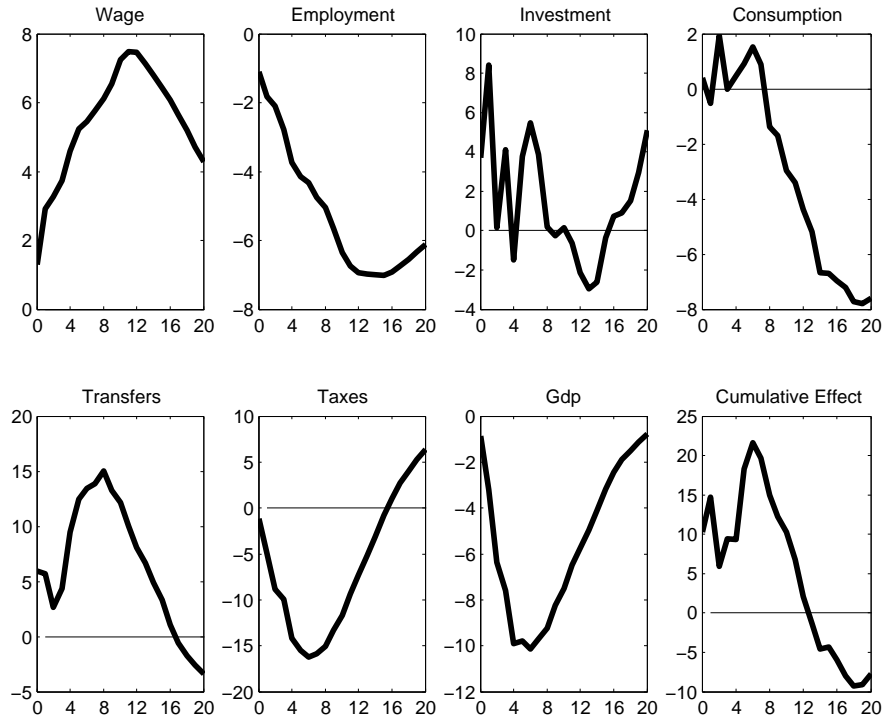 Wage Employment Investment Consumption
8 0 10 2
6 −2 8 0
4 −4 6 −2
2 −6 4 −4
0 −8 2 −6
0 −8
−2
−4
0 4 8 12 16 20 0 4 8 12 16 20 0 4 8 12 16 20 0 4 8 12 16 20
Transfers Taxes Gdp Cumulative Effect
20 10 0 25
15 5 −2 20
10 0 −4 15
5 −5 −6 10
0 −10 −8 5
−5 −15 −10 0
−20 −12 −5
−10
0 4 8 12 16 20 0 4 8 12 16 20 0 4 8 12 16 20 0 4 8 12 16 20